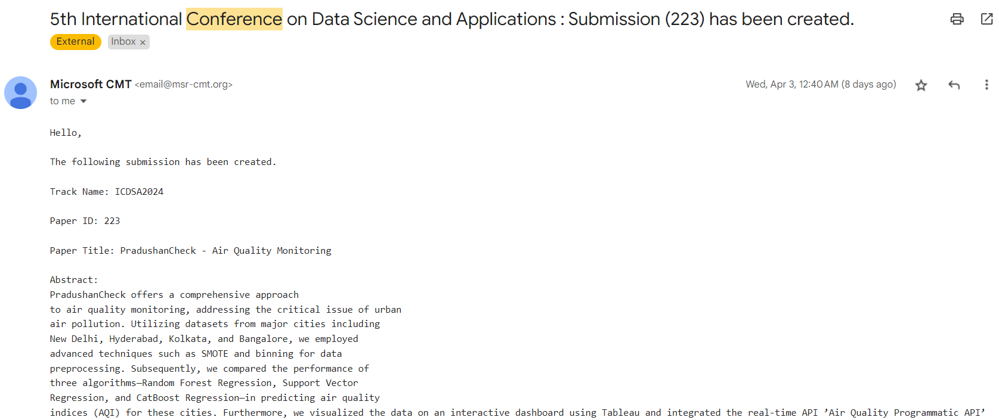 5th International Conference on Data Science and Applications : Submission (223) has been created.
External Inbox ×
Microsoft CMT <email@msr-cmt.org> Wed, Apr 3, 12:40 AM (8 days ago)
to me
Hello,
The following submission has been created.
Track Name: ICDSA2024
Paper ID: 223
Paper Title: PradushanCheck - Air Quality Monitoring
Abstract:
PradushanCheck offers a comprehensive approach
to air quality monitoring, addressing the critical issue of urban
air pollution. Utilizing datasets from major cities including
New Delhi, Hyderabad, Kolkata, and Bangalore, we employed
advanced techniques such as SMOTE and binning for data
preprocessing. Subsequently, we compared the performance of
three algorithms—Random Forest Regression, Support Vector
Regression, and CatBoost Regression—in predicting air quality
indices (AQI) for these cities. Furthermore, we visualized the data on an interactive dashboard using Tableau and integrated the real-time API ’Air Quality Programmatic API’